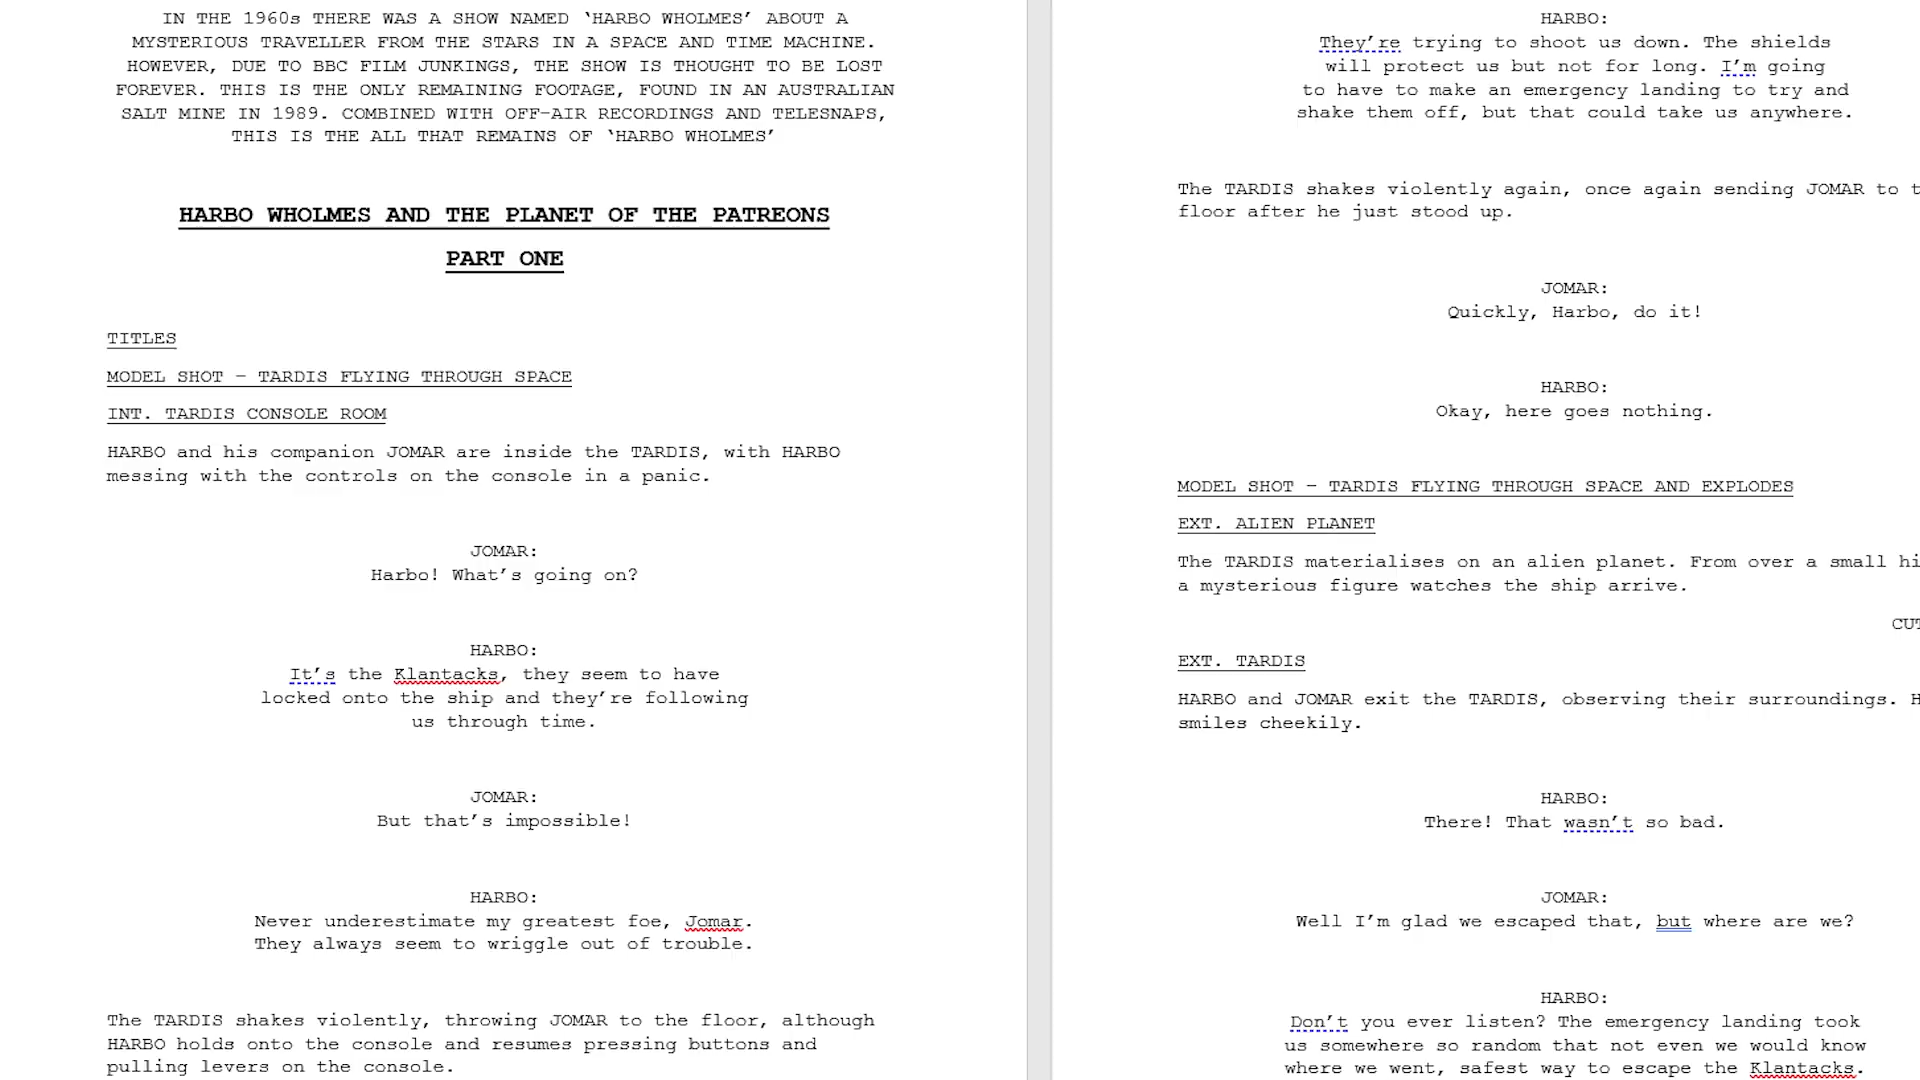 IN THE 1960s THERE WAS A SHOW NAMED ‘HARBO WHOLMES’ ABOUT A
MYSTERIOUS TRAVELLER FROM THE STARS IN A SPACE AND TIME MACHINE.
HOWEVER, DUE TO BBC FILM JUNKINGS, THE SHOW IS THOUGHT TO BE LOST
FOREVER. THIS IS THE ONLY REMAINING FOOTAGE, FOUND IN AN AUSTRALIAN
SALT MINE IN 1989. COMBINED WITH OFF-AIR RECORDINGS AND TELESNAPS,
THIS IS THE ALL THAT REMAINS OF ‘HARBO WHOLMES’
HARBO WHOLMES AND THE PLANET OF THE PATREONS
PART ONE
TITLES
MODEL SHOT – TARDIS FLYING THROUGH SPACE
INT. TARDIS CONSOLE ROOM
HARBO and his companion JOMAR are inside the TARDIS, with HARBO
messing with the controls on the console in a panic.
JOMAR:
Harbo! What’s going on?
HARBO:
It’s the Klantacks, they seem to have
locked onto the ship and they’re following
us through time.
JOMAR:
But that’s impossible!
HARBO:
Never underestimate my greatest foe, Jomar.
They always seem to wriggle out of trouble.
The TARDIS shakes violently, throwing JOMAR to the floor, although
HARBO holds onto the console and resumes pressing buttons and
pulling levers on the console.
HARBO:
They’re trying to shoot us down. The shields
will protect us but not for long. I’m going
to have to make an emergency landing to try and
shake them off, but that could take us anywhere.
The TARDIS shakes violently again, once again sending JOMAR to t
floor after he just stood up.
JOMAR:
Quickly, Harbo, do it!
HARBO:
Okay, here goes nothing.
MODEL SHOT – TARDIS FLYING THROUGH SPACE AND EXPLODES
EXT. ALIEN PLANET
The TARDIS materialises on an alien planet. From over a small hi
a mysterious figure watches the ship arrive.
CUT
EXT. TARDIS
HARBO and JOMAR exit the TARDIS, observing their surroundings. H
smiles cheekily.
HARBO:
There! That wasn’t so bad.
JOMAR:
Well I’m glad we escaped that, but where are we?
HARBO:
Don’t you ever listen? The emergency landing took
us somewhere so random that not even we would know
where we went, safest way to escape the Klantacks.